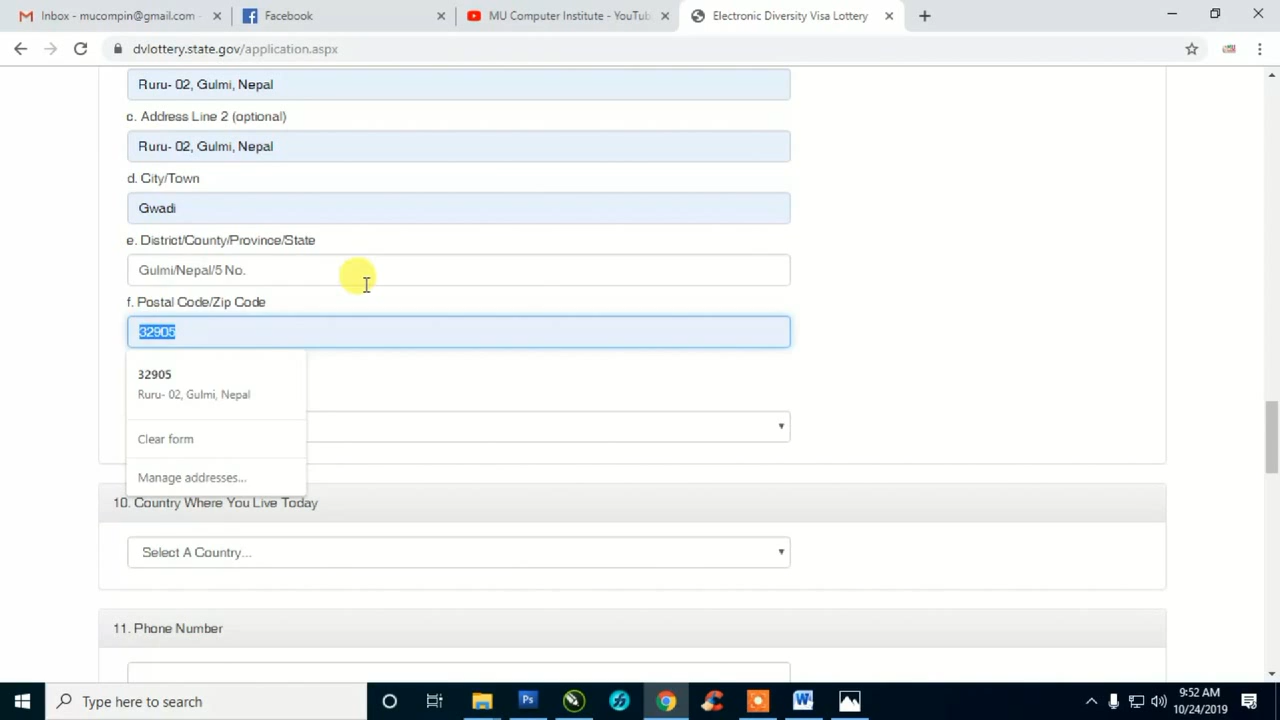 Inbox - mucompin@gmail.com -
Facebook
MU Computer Institute - YouTub
Electronic Diversity Visa Lottery
dvlottery.state.gov/application.aspx
Ruru- 02, Gulmi, Nepal
c. Address Line 2 (optional)
Ruru- 02, Gulmi, Nepal
d. City/Town
Gwadi
e. District/County/Province/State
Gulmi/Nepal/5 No.
f. Postal Code/Zip Code
32905
32905
Ruru- 02, Gulmi, Nepal
Clear form
Manage addresses...
10. Country Where You Live Today
Select A Country...
11. Phone Number
Type here to search
9:52 AM
10/24/2019